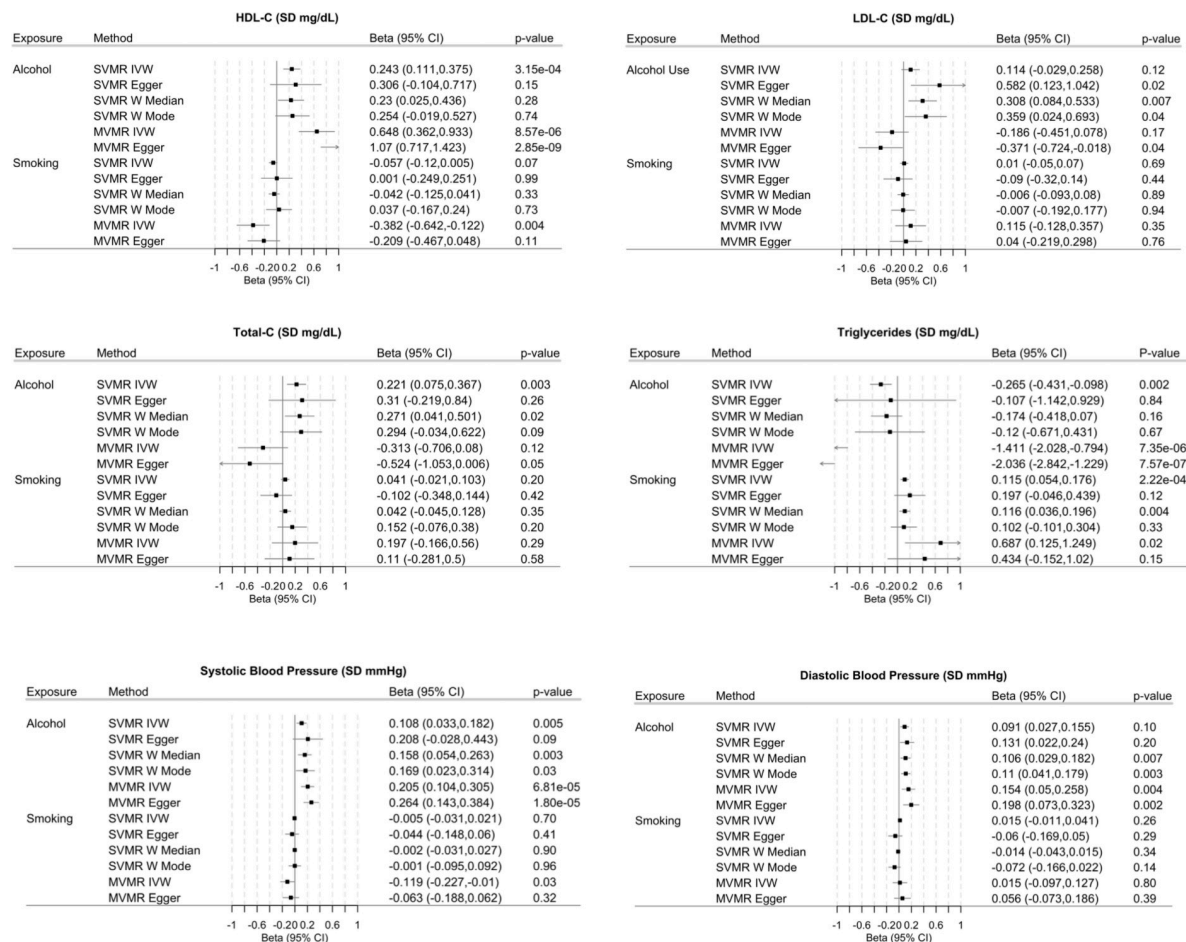 HDL-C (SD mg/dL)
Exposure Method Beta (95% CI) p-value
Alcohol SVMR IVW 0.243 (0.111,0.375) 3.15e-04
SVMR Egger 0.306 (-0.104,0.717) 0.15
SVMR W Median 0.23 (0.025,0.436) 0.28
SVMR W Mode 0.254 (-0.019,0.527) 0.74
MVMR IVW 0.648 (0.362,0.933) 8.57e-06
MVMR Egger 1.07 (0.717,1.423) 2.85e-09
Smoking SVMR IVW -0.057 (-0.12,0.005) 0.07
SVMR Egger 0.001 (-0.249,0.251) 0.99
SVMR W Median -0.042 (-0.125,0.041) 0.33
SVMR W Mode 0.037 (-0.167,0.24) 0.73
MVMR IVW -0.382 (-0.642,-0.122) 0.004
MVMR Egger -0.209 (-0.467,0.048) 0.11
-1 -0.6 -0.20 0.2 0.6 1
Beta (95% CI)
LDL-C (SD mg/dL)
Exposure Method Beta (95% CI) p-value
Alcohol Use SVMR IVW 0.114 (-0.029,0.258) 0.12
SVMR Egger 0.582 (0.123,1.042) 0.02
SVMR W Median 0.308 (0.084,0.533) 0.007
SVMR W Mode 0.359 (0.024,0.693) 0.04
MVMR IVW -0.186 (-0.451,0.078) 0.17
MVMR Egger -0.371 (-0.724,-0.018) 0.04
Smoking SVMR IVW 0.01 (-0.05,0.07) 0.69
SVMR Egger -0.09 (-0.32,0.14) 0.44
SVMR W Median -0.006 (-0.093,0.08) 0.89
SVMR W Mode -0.007 (-0.192,0.177) 0.94
MVMR IVW 0.115 (-0.128,0.357) 0.35
MVMR Egger 0.04 (-0.219,0.298) 0.76
-1 -0.6 -0.20 0.2 0.6 1
Beta (95% CI)
Total-C (SD mg/dL)
Exposure Method Beta (95% CI) p-value
Alcohol SVMR IVW 0.221 (0.075,0.367) 0.003
SVMR Egger 0.31 (-0.219,0.84) 0.26
SVMR W Median 0.271 (0.041,0.501) 0.02
SVMR W Mode 0.294 (-0.034,0.622) 0.09
MVMR IVW -0.313 (-0.706,0.08) 0.12
MVMR Egger -0.524 (-1.053,0.006) 0.05
Smoking SVMR IVW 0.041 (-0.021,0.103) 0.20
SVMR Egger -0.102 (-0.348,0.144) 0.42
SVMR W Median 0.042 (-0.045,0.128) 0.35
SVMR W Mode 0.152 (-0.076,0.38) 0.20
MVMR IVW 0.197 (-0.166,0.56) 0.29
MVMR Egger 0.11 (-0.281,0.5) 0.58
-1 -0.6 -0.20 0.2 0.6 1
Beta (95% CI)
Triglycerides (SD mg/dL)
Exposure Method Beta (95% CI) P-value
Alcohol SVMR IVW -0.265 (-0.431,-0.098) 0.002
SVMR Egger -0.107 (-1.142,0.929) 0.84
SVMR W Median -0.174 (-0.418,0.07) 0.16
SVMR W Mode -0.12 (-0.671,0.431) 0.67
MVMR IVW -1.411 (-2.028,-0.794) 7.35e-06
MVMR Egger -2.036 (-2.842,-1.229) 7.57e-07
Smoking SVMR IVW 0.115 (0.054,0.176) 2.22e-04
SVMR Egger 0.197 (-0.046,0.439) 0.12
SVMR W Median 0.116 (0.036,0.196) 0.004
SVMR W Mode 0.102 (-0.101,0.304) 0.33
MVMR IVW 0.687 (0.125,1.249) 0.02
MVMR Egger 0.434 (-0.152,1.02) 0.15
-1 -0.6 -0.20 0.2 0.6 1
Beta (95% CI)
Systolic Blood Pressure (SD mmHg)
Exposure Method Beta (95% CI) p-value
Alcohol SVMR IVW 0.108 (0.033,0.182) 0.005
SVMR Egger 0.208 (-0.028,0.443) 0.09
SVMR W Median 0.158 (0.054,0.263) 0.003
SVMR W Mode 0.169 (0.023,0.314) 0.03
MVMR IVW 0.205 (0.104,0.305) 6.81e-05
MVMR Egger 0.264 (0.143,0.384) 1.80e-05
Smoking SVMR IVW -0.005 (-0.031,0.021) 0.70
SVMR Egger -0.044 (-0.148,0.06) 0.41
SVMR W Median -0.002 (-0.031,0.027) 0.90
SVMR W Mode -0.001 (-0.095,0.092) 0.96
MVMR IVW -0.119 (-0.227,-0.01) 0.03
MVMR Egger -0.063 (-0.188,0.062) 0.32
-1 -0.6 -0.20 0.2 0.6 1
Beta (95% CI)
Diastolic Blood Pressure (SD mmHg)
Exposure Method Beta (95% CI) p-value
Alcohol SVMR IVW 0.091 (0.027,0.155) 0.10
SVMR Egger 0.131 (0.022,0.24) 0.20
SVMR W Median 0.106 (0.029,0.182) 0.007
SVMR W Mode 0.11 (0.041,0.179) 0.003
MVMR IVW 0.154 (0.05,0.258) 0.004
MVMR Egger 0.198 (0.073,0.323) 0.002
Smoking SVMR IVW 0.015 (-0.011,0.041) 0.26
SVMR Egger -0.06 (-0.169,0.05) 0.29
SVMR W Median -0.014 (-0.043,0.015) 0.34
SVMR W Mode -0.072 (-0.166,0.022) 0.14
MVMR IVW 0.015 (-0.097,0.127) 0.80
MVMR Egger 0.056 (-0.073,0.186) 0.39
-1 -0.6 -0.20 0.2 0.6 1
Beta (95% CI)